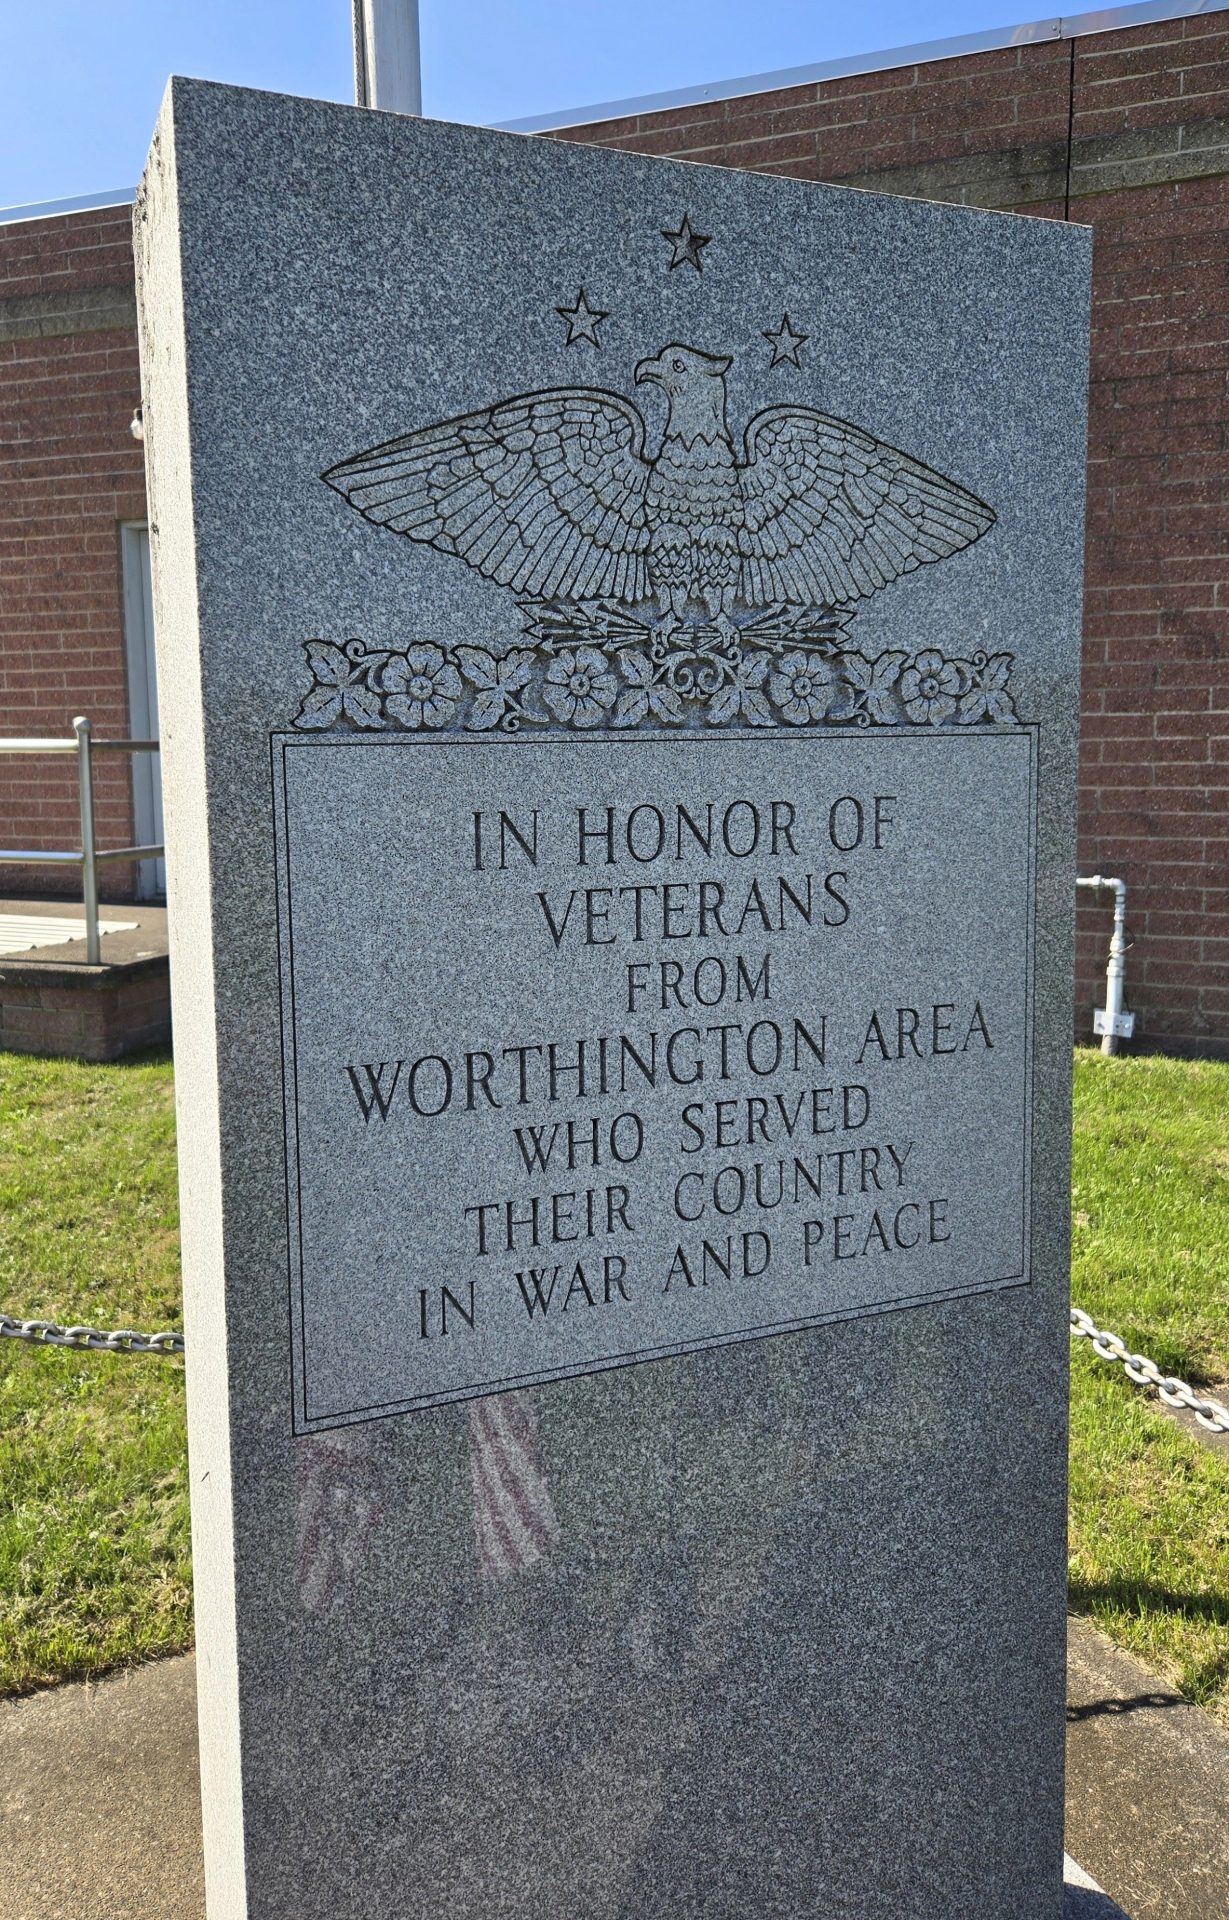 IN HONOR OF
VETERANS
FROM
WORTHINGTON AREA
WHO SERVED
THEIR COUNTRY
IN WAR AND PEACE